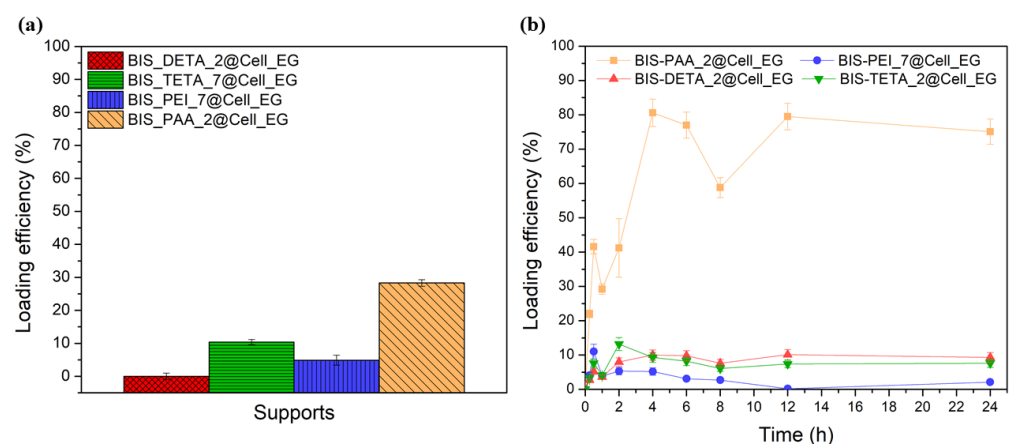 (a)
100
90
80
70
60
50
40
30
20
10
0
Loading efficiency (%)
BIS_DETA_2@Cell_EG
BIS_TETA_7@Cell_EG
BIS_PEI_7@Cell_EG
BIS_PAA_2@Cell_EG
Supports
(b)
100
90
80
70
60
50
40
30
20
10
0
Loading efficiency (%)
BIS-PAA_2@Cell_EG BIS-PEI_7@Cell_EG
BIS-DETA_2@Cell_EG BIS-TETA_2@Cell_EG
0 2 4 6 8 10 12 14 16 18 20 22 24
Time (h)